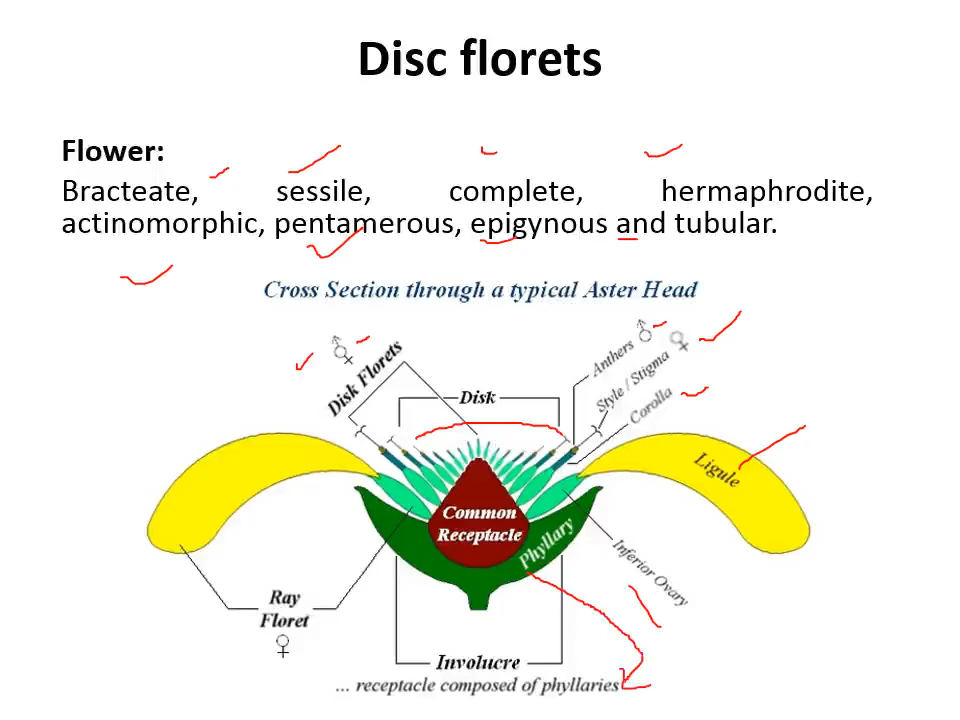 Disc florets
Flower:
Bracteate, sessile, complete, hermaphrodite,
actinomorphic, pentamerous, epigynous and tubular.
Cross Section through a typical Aster Head
⚥
Disk Florets
Disk
Anthers ♂
Style / Stigma ♀
Corolla
Ligule
Common
Receptacle
Phyllary
Inferior Ovary
Ray
Floret
♀
Involucre
... receptacle composed of phyllaries